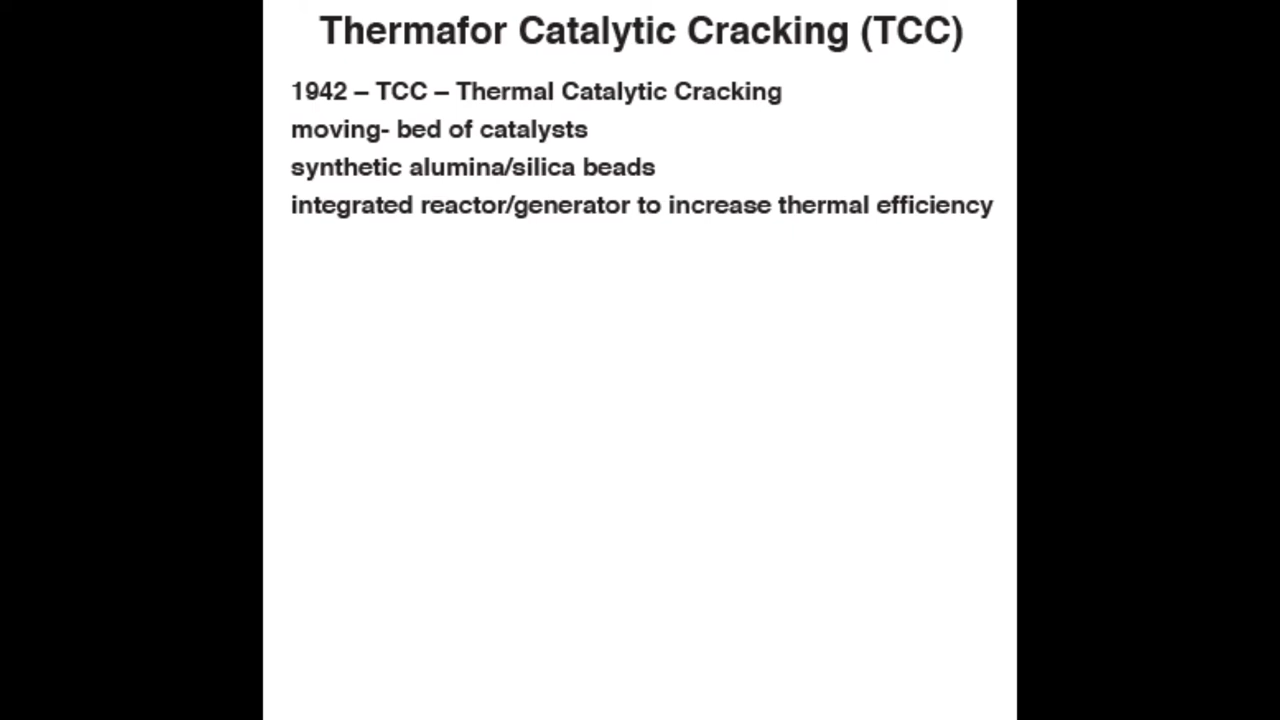 Thermafor Catalytic Cracking (TCC)
1942 – TCC – Thermal Catalytic Cracking
moving- bed of catalysts
synthetic alumina/silica beads
integrated reactor/generator to increase thermal efficiency